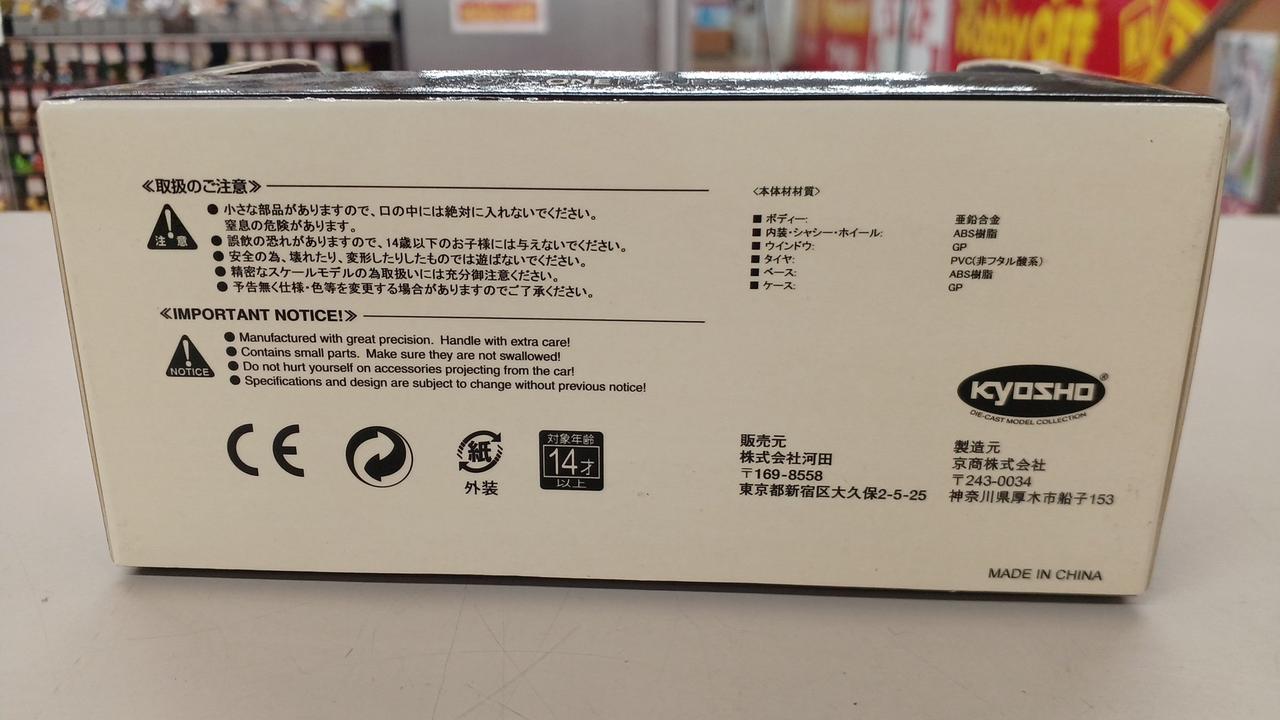 Hobby OFF
≪取扱のご注意≫
注 意
● 小さな部品がありますので、口の中には絶対に入れないでください。
窒息の危険があります。
● 誤飲の恐れがありますので、14歳以下のお子様には与えないでください。
● 安全の為、壊れたり、変形したりしたものでは遊ばないでください。
● 精密なスケールモデルの為取扱いには充分御注意ください。
● 予告無く仕様・色等を変更する場合がありますのでご了承ください。
≪IMPORTANT NOTICE!≫
NOTICE
● Manufactured with great precision. Handle with extra care!
● Contains small parts. Make sure they are not swallowed!
● Do not hurt yourself on accessories projecting from the car!
● Specifications and design are subject to change without previous notice!
CE
紙
外装
対象年齢
14才
以上
〈本体材材質〉
■ ボディー: 亜鉛合金
■ 内装・シャシー・ホイール: ABS樹脂
■ ウインドウ: GP
■ タイヤ: PVC(非フタル酸系)
■ ベース: ABS樹脂
■ ケース: GP
KYOSHO®
DIE-CAST MODEL COLLECTION
販売元
株式会社河田
〒169-8558
東京都新宿区大久保2-5-25
製造元
京商株式会社
〒243-0034
神奈川県厚木市船子153
MADE IN CHINA